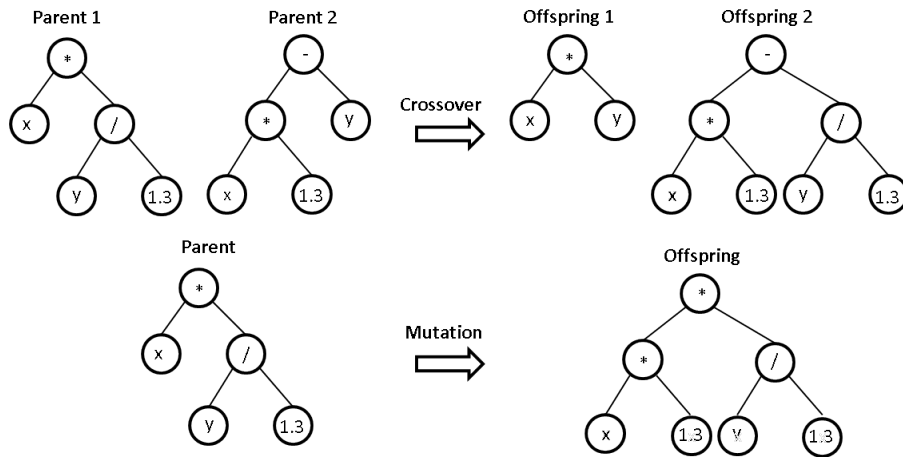 Parent 1 Parent 2 Offspring 1 Offspring 2
* - * -
x / * y x y * /
Crossover
y 1.3 x 1.3 x 1.3 y 1.3
Parent Offspring
* *
x / * /
Mutation
y 1.3 x 1.3 y 1.3